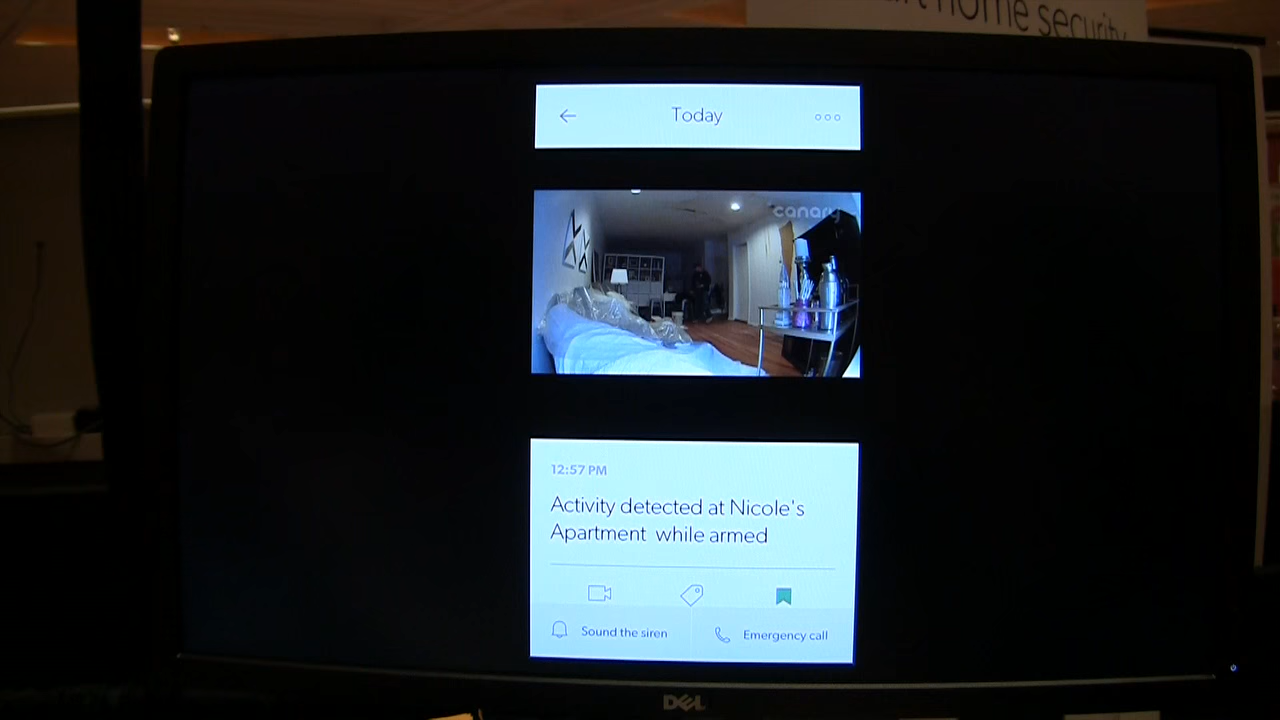 home security
Today
canary
12:57 PM
Activity detected at Nicole's
Apartment while armed
Sound the siren
Emergency call
DELL